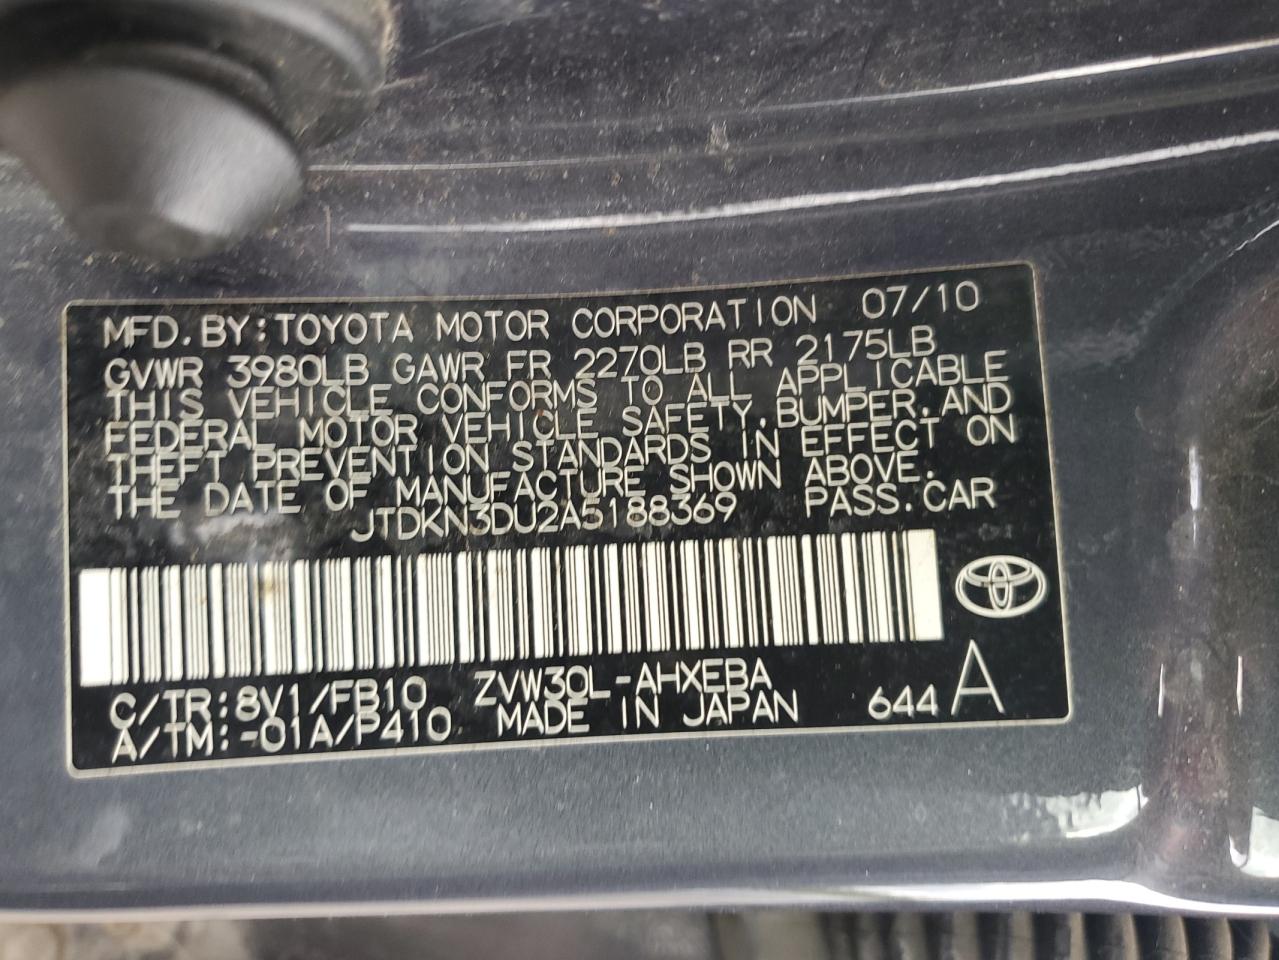 MFD.BY:TOYOTA MOTOR CORPORATION 07/10
GVWR 3980LB GAWR FR 2270LB RR 2175LB
THIS VEHICLE CONFORMS TO ALL APPLICABLE
FEDERAL MOTOR VEHICLE SAFETY,BUMPER,AND
THEFT PREVENTION STANDARDS IN EFFECT ON
THE DATE OF MANUFACTURE SHOWN ABOVE.
JTDKN3DU2A5188369 PASS.CAR
C/TR:8V1/FB10 ZVW30L-AHXEBA
A/TM:-01A/P410 MADE IN JAPAN 644 A